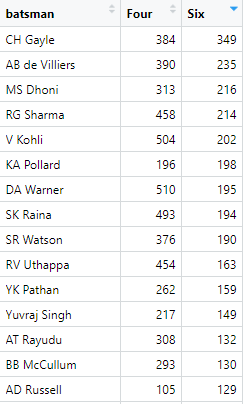 batsman Four Six
CH Gayle 384 349
AB de Villiers 390 235
MS Dhoni 313 216
RG Sharma 458 214
V Kohli 504 202
KA Pollard 196 198
DA Warner 510 195
SK Raina 493 194
SR Watson 376 190
RV Uthappa 454 163
YK Pathan 262 159
Yuvraj Singh 217 149
AT Rayudu 308 132
BB McCullum 293 130
AD Russell 105 129